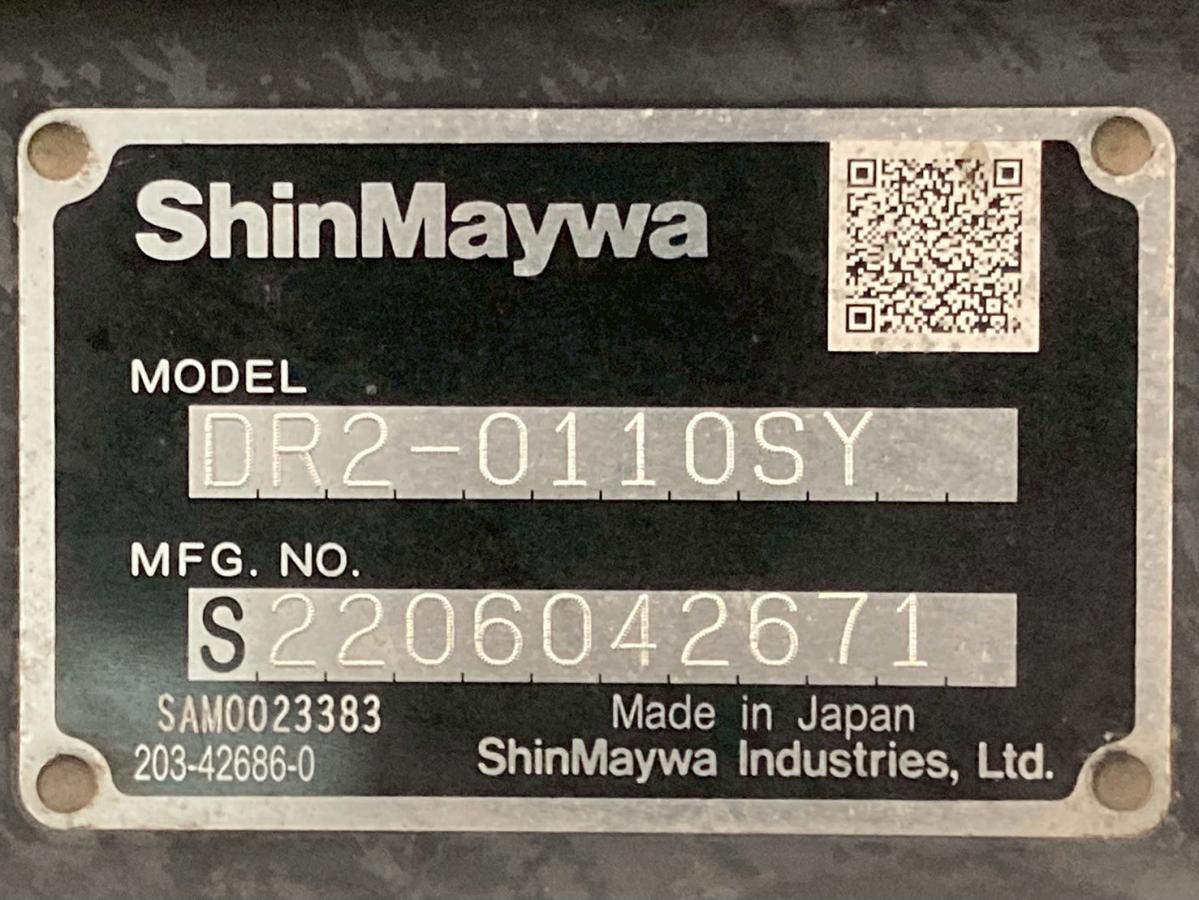 ShinMaywa
MODEL
DR2-0110SY
MFG. NO.
S2206042671
SAM0023383
Made in Japan
203-42686-0
ShinMaywa Industries, Ltd.